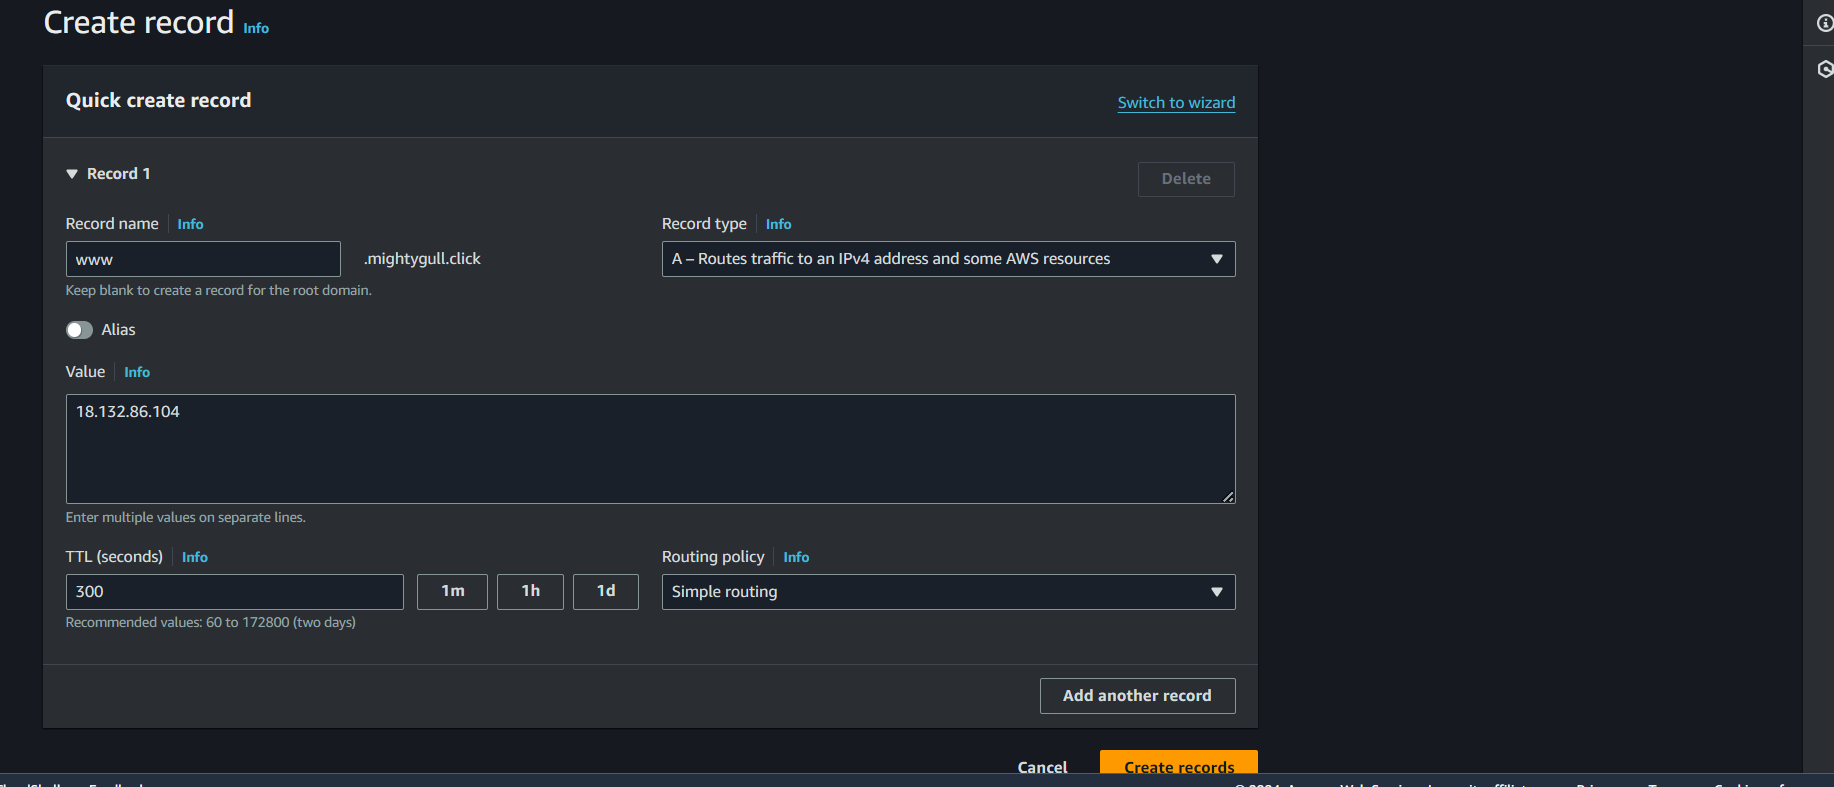 Create record Info
Quick create record
Switch to wizard
Record 1
Delete
Record name Info
Record type Info
www
.mightygull.click
A – Routes traffic to an IPv4 address and some AWS resources
Keep blank to create a record for the root domain.
Alias
Value Info
18.132.86.104
Enter multiple values on separate lines.
TTL (seconds) Info
Routing policy Info
300
1m
1h
1d
Simple routing
Recommended values: 60 to 172800 (two days)
Add another record
Cancel
Create records